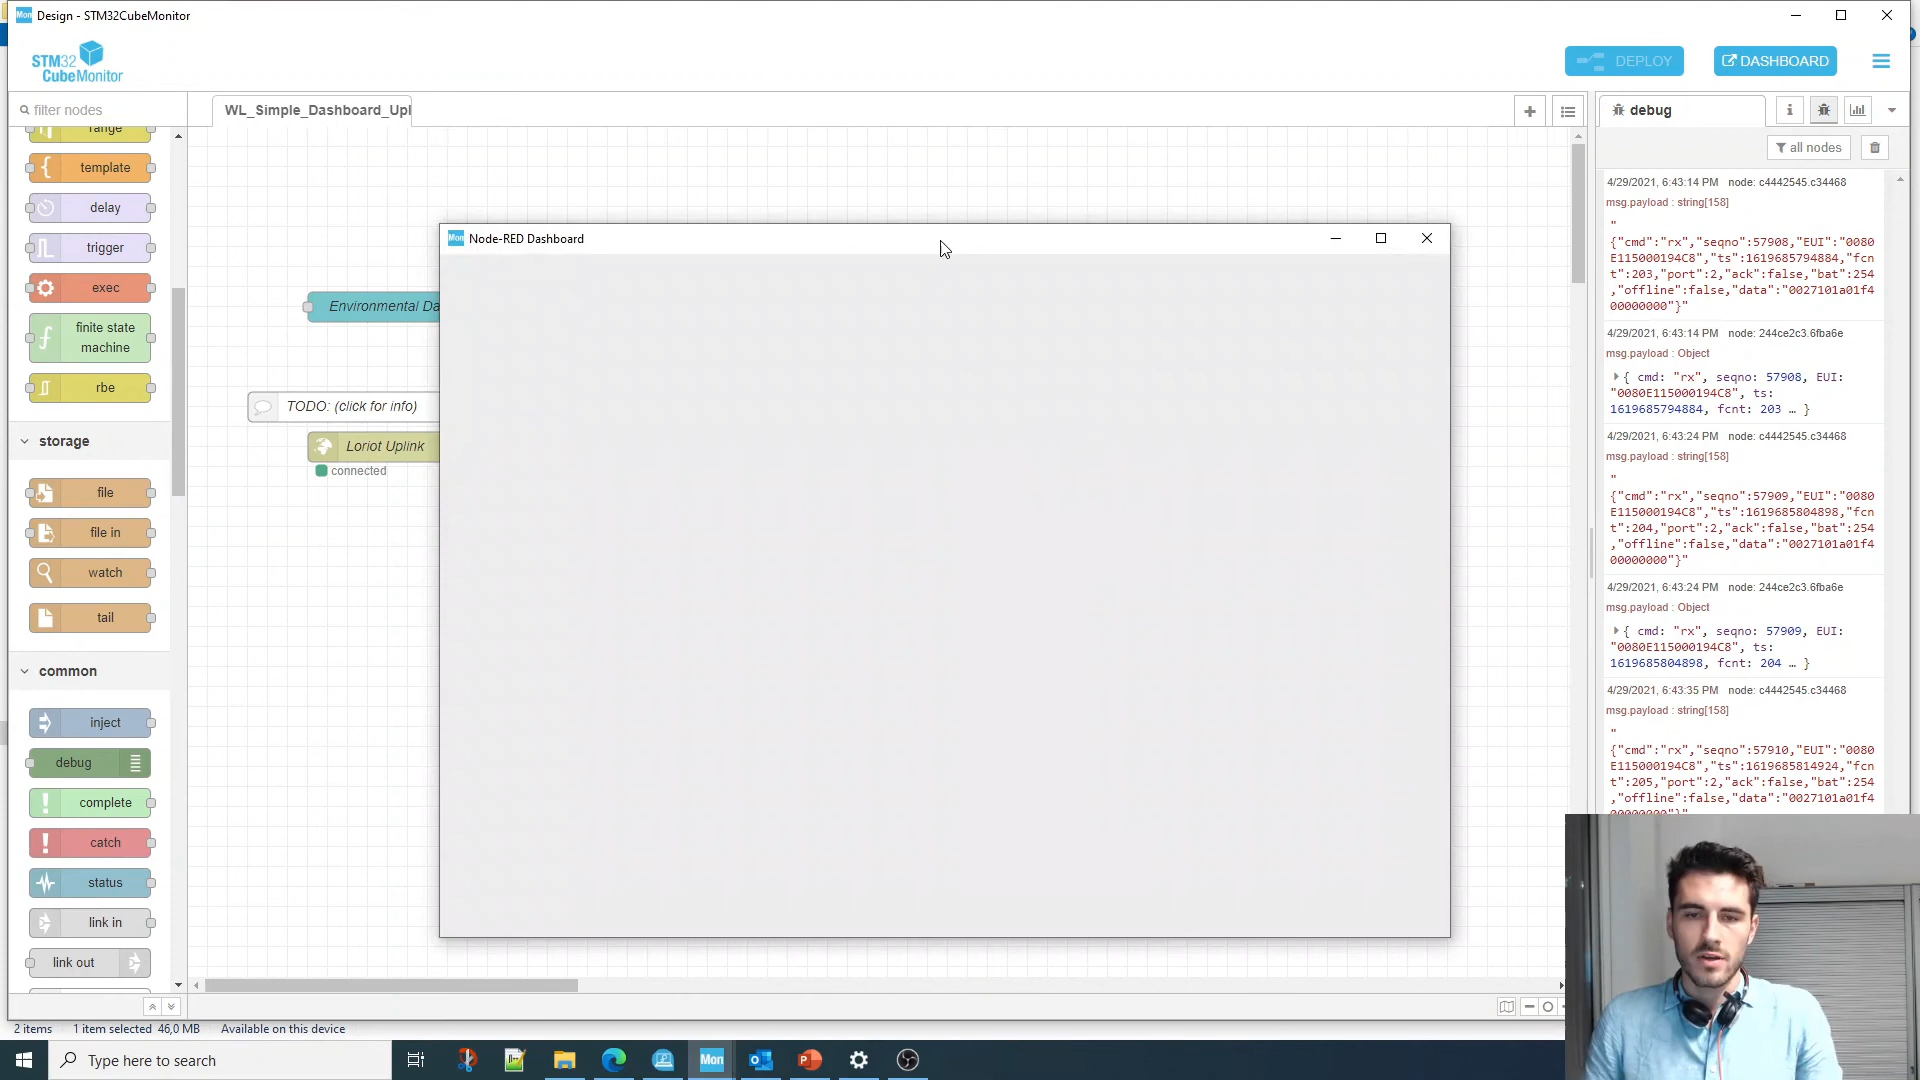 Mon Design - STM32CubeMonitor
STM32
CubeMonitor
DEPLOY
DASHBOARD
filter nodes
WL_Simple_Dashboard_Upl
debug
all nodes
range
template
delay
trigger
exec
finite state
machine
rbe
storage
file
file in
watch
tail
common
inject
debug
complete
catch
status
link in
link out
Environmental Da
TODO: (click for info)
Loriot Uplink
connected
Mon Node-RED Dashboard
4/29/2021, 6:43:14 PM node: c4442545.c34468
msg.payload : string[158]
"
{"cmd":"rx","seqno":57908,"EUI":"0080
E115000194C8","ts":1619685794884,"fcn
t":203,"port":2,"ack":false,"bat":254
,"offline":false,"data":"0027101a01f4
00000000"}"
4/29/2021, 6:43:14 PM node: 244ce2c3.6fba6e
msg.payload : Object
{ cmd: "rx", seqno: 57908, EUI:
"0080E115000194C8", ts:
1619685794884, fcnt: 203 … }
4/29/2021, 6:43:24 PM node: c4442545.c34468
msg.payload : string[158]
"
{"cmd":"rx","seqno":57909,"EUI":"0080
E115000194C8","ts":1619685804898,"fcn
t":204,"port":2,"ack":false,"bat":254
,"offline":false,"data":"0027101a01f4
00000000"}"
4/29/2021, 6:43:24 PM node: 244ce2c3.6fba6e
msg.payload : Object
{ cmd: "rx", seqno: 57909, EUI:
"0080E115000194C8", ts:
1619685804898, fcnt: 204 … }
4/29/2021, 6:43:35 PM node: c4442545.c34468
msg.payload : string[158]
"
{"cmd":"rx","seqno":57910,"EUI":"0080
E115000194C8","ts":1619685814924,"fcn
t":205,"port":2,"ack":false,"bat":254
,"offline":false,"data":"0027101a01f4
00000000"}"
2 items 1 item selected 46,0 MB Available on this device
Type here to search
Mon